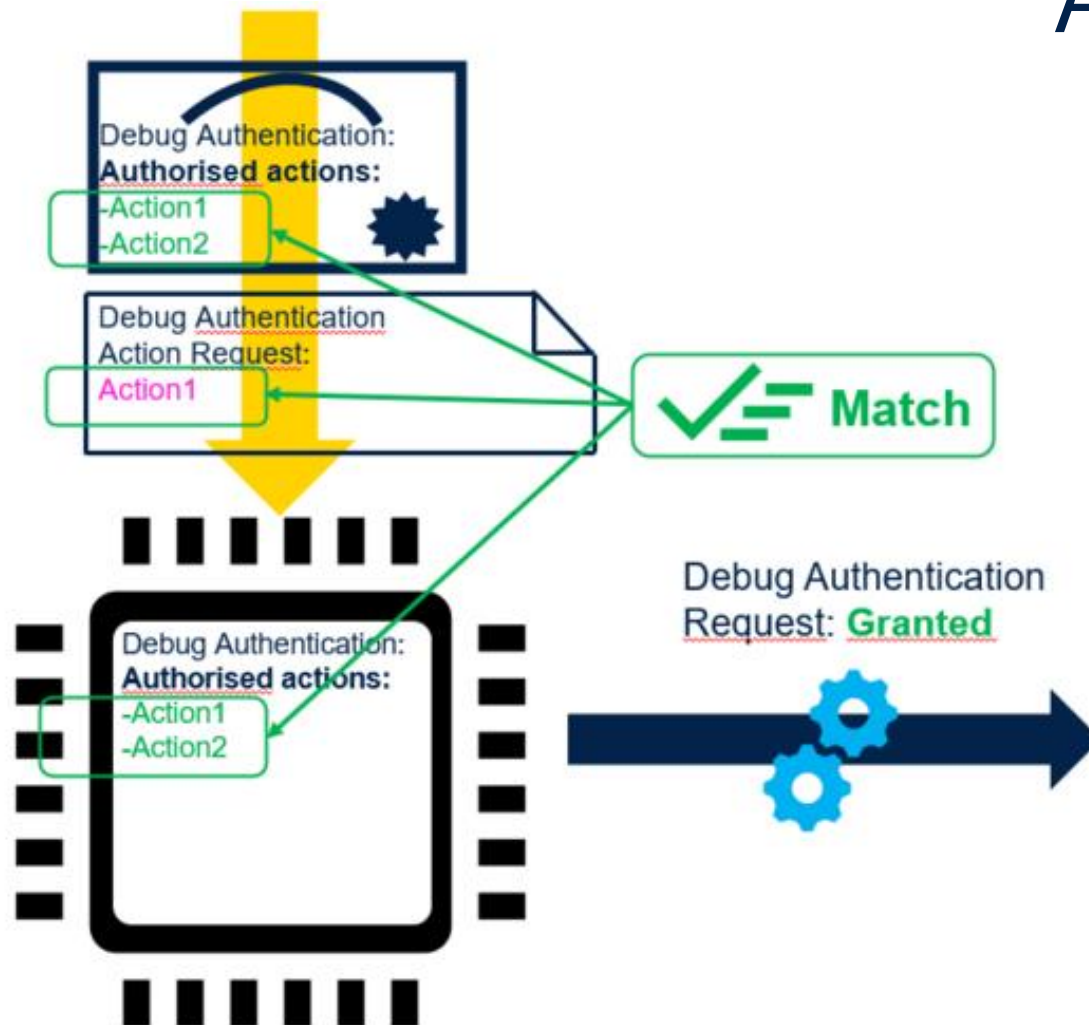 A
Debug Authentication:
Authorised actions:
-Action1
-Action2
Debug Authentication
Action Request:
Action1
Match
Debug Authentication
Request: Granted
Debug Authentication:
Authorised actions:
-Action1
-Action2